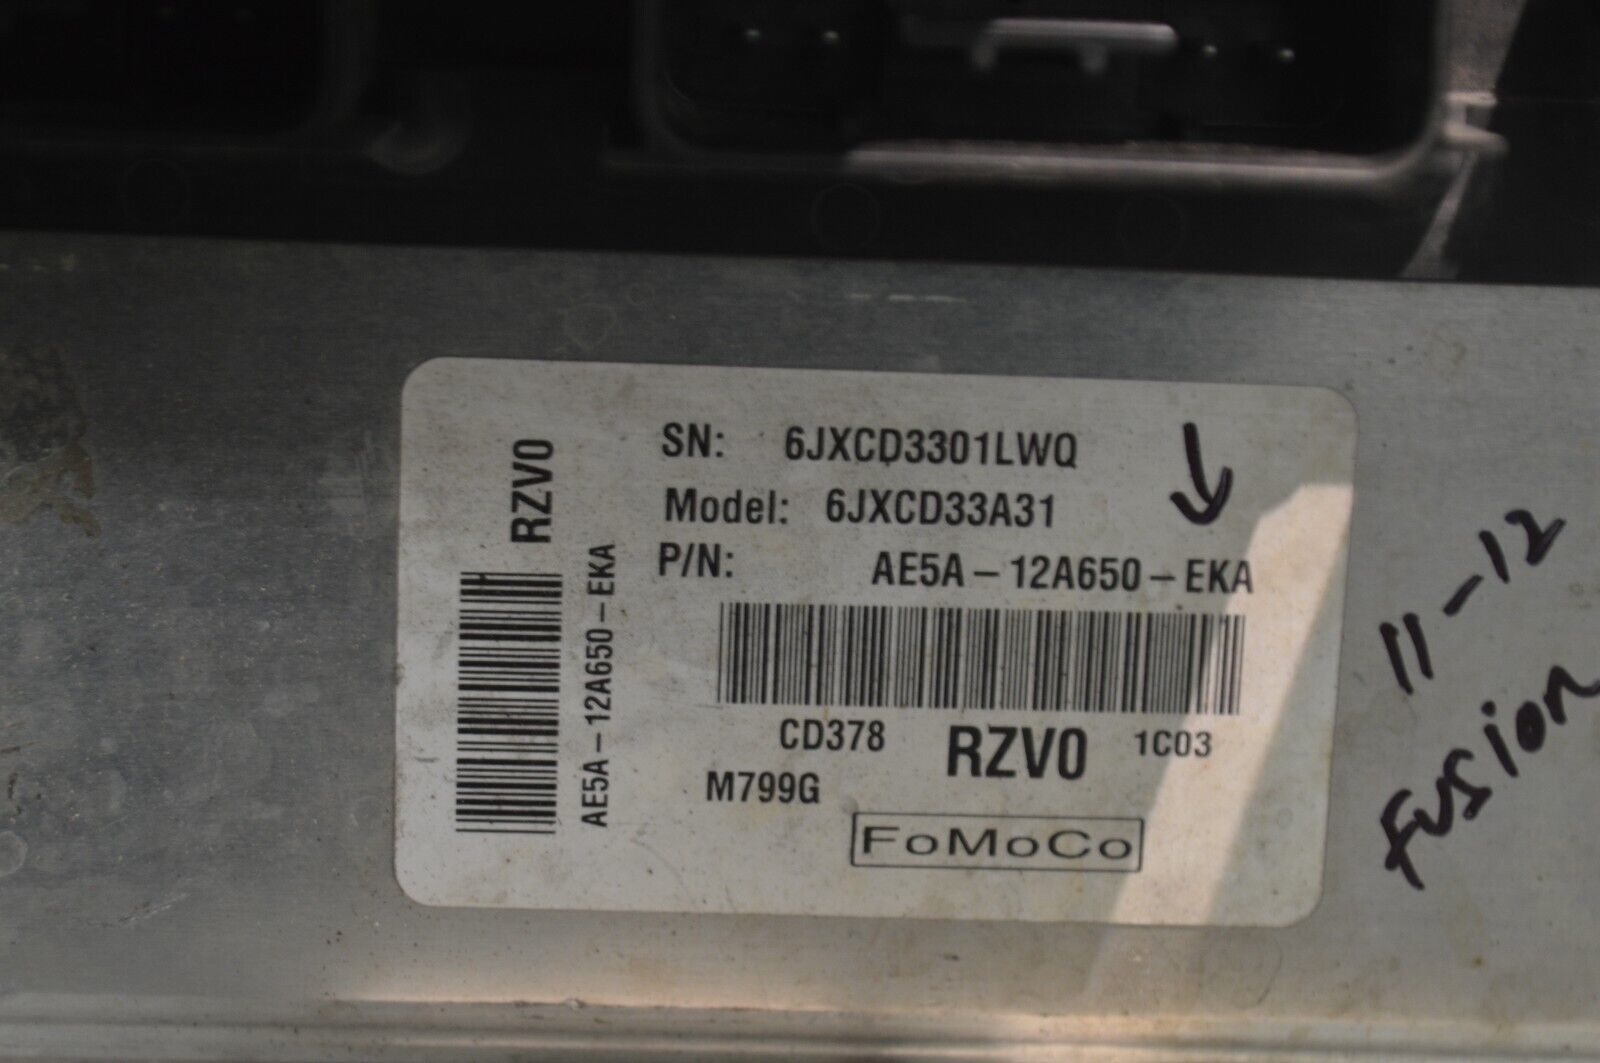 SN: 6JXCD3301LWQ
Model: 6JXCD33A31
P/N: AE5A-12A650-EKA
CD378 RZV0 1C03
M799G
FoMoCo
RZV0
AE5A-12A650-EKA
11-12
Fusion